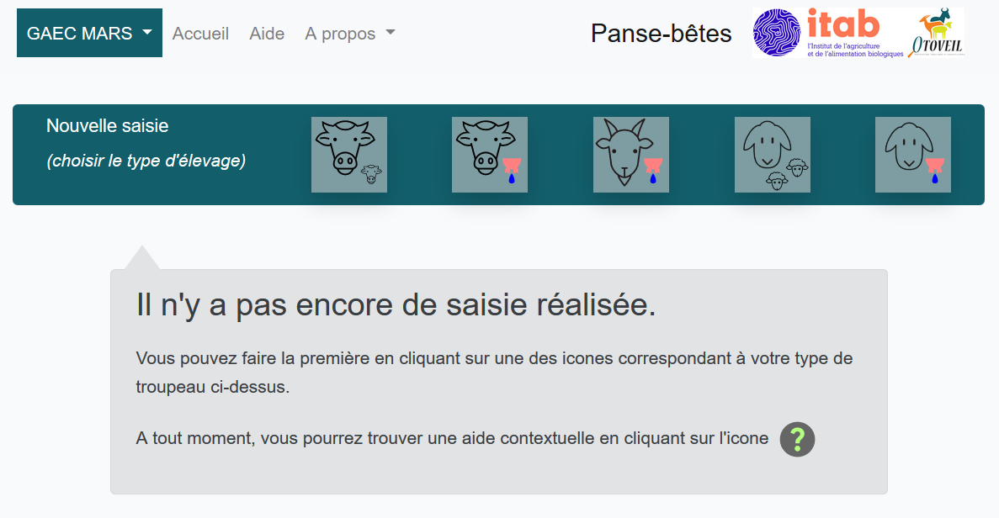 GAEC MARS
Accueil
Aide
A propos
Panse-bêtes
itab
l'Institut de l'agriculture
et de l'alimentation biologiques
OTOVEIL
Nouvelle saisie
(choisir le type d'élevage)
Il n'y a pas encore de saisie réalisée.
Vous pouvez faire la première en cliquant sur une des icones correspondant à votre type de
troupeau ci-dessus.
A tout moment, vous pourrez trouver une aide contextuelle en cliquant sur l'icone ?